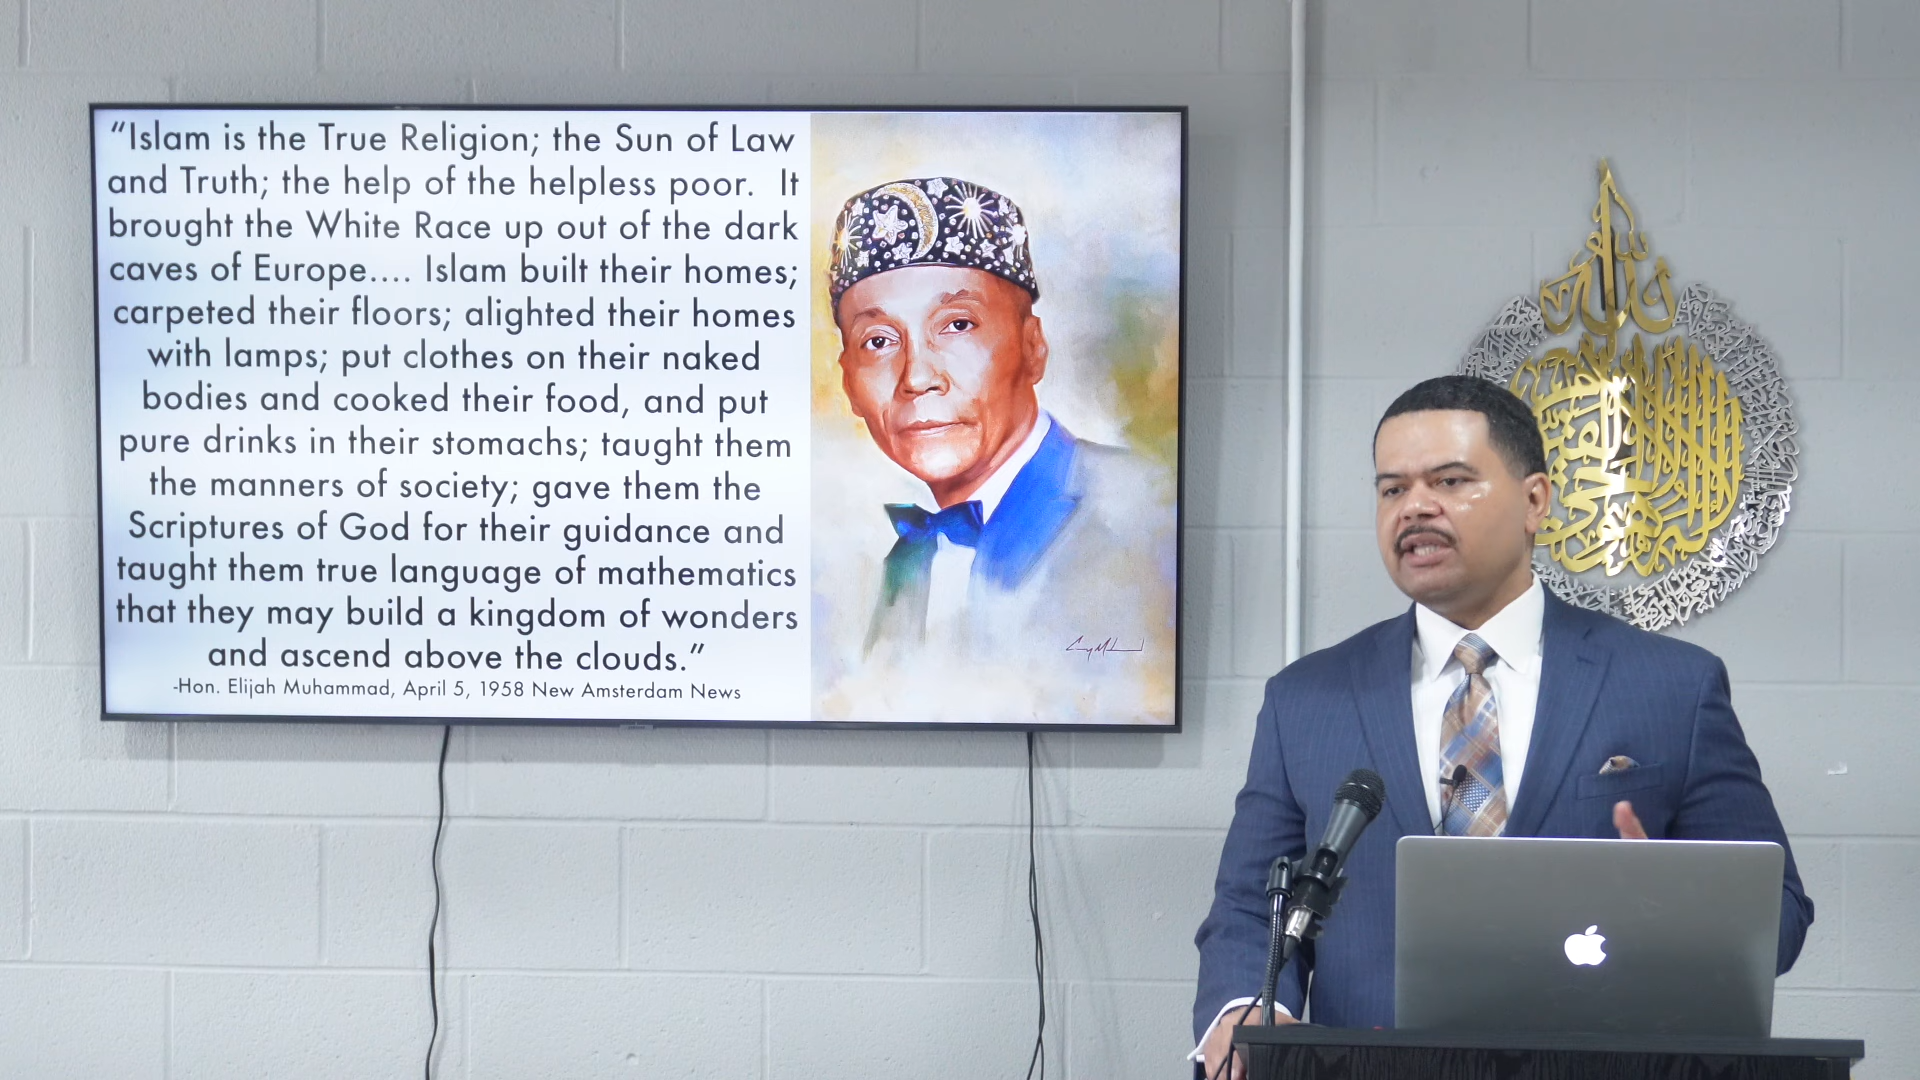 “Islam is the True Religion; the Sun of Law
and Truth; the help of the helpless poor. It
brought the White Race up out of the dark
caves of Europe.... Islam built their homes;
carpeted their floors; alighted their homes
with lamps; put clothes on their naked
bodies and cooked their food, and put
pure drinks in their stomachs; taught them
the manners of society; gave them the
Scriptures of God for their guidance and
taught them true language of mathematics
that they may build a kingdom of wonders
and ascend above the clouds.”
-Hon. Elijah Muhammad, April 5, 1958 New Amsterdam News